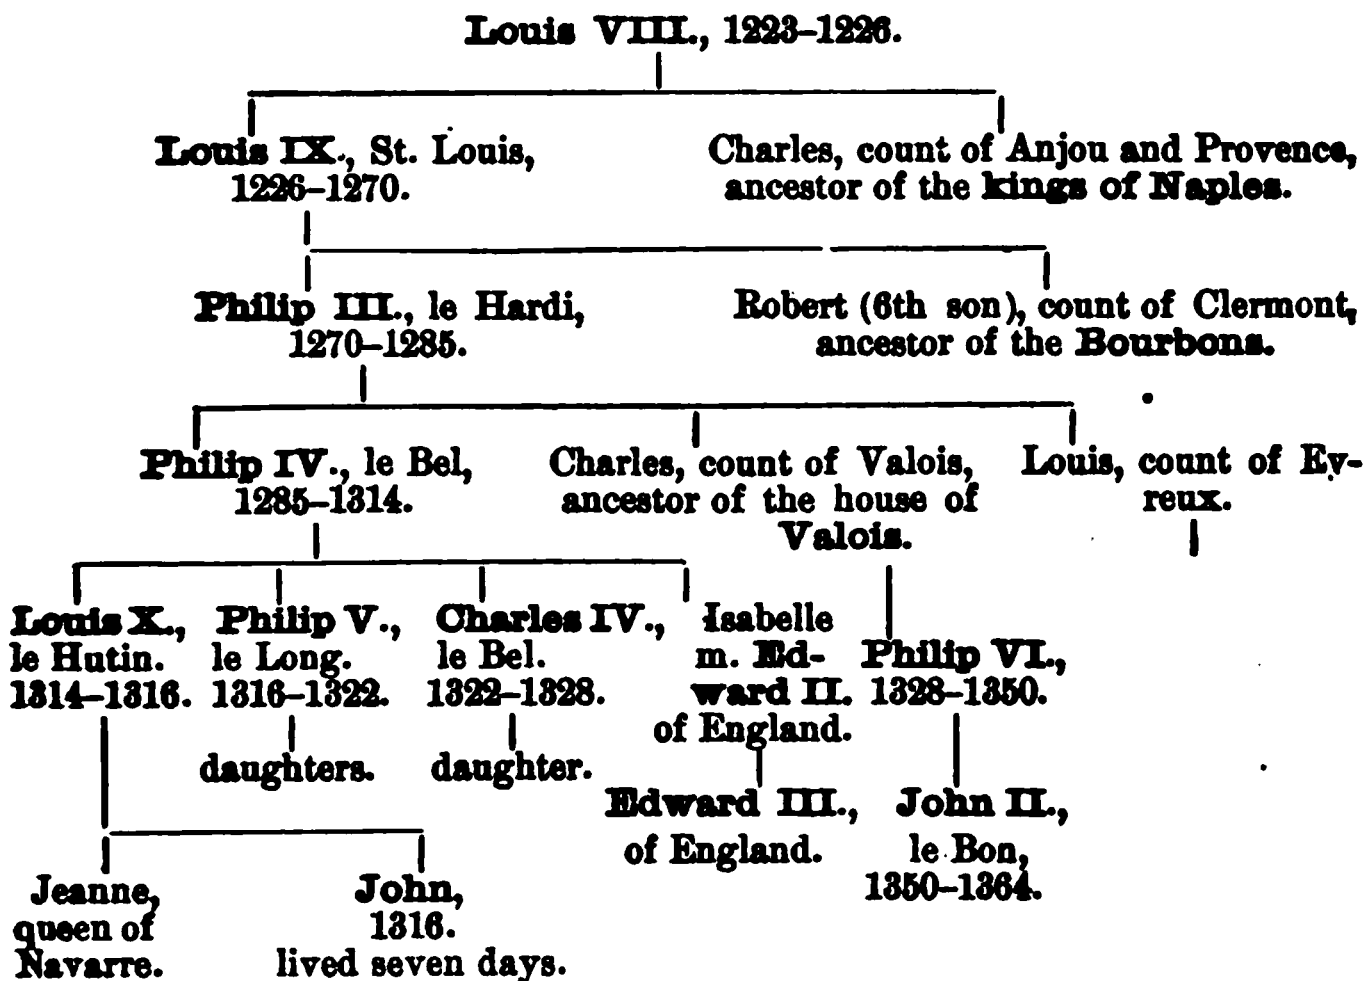 Louis VIII., 1223–1226.
Louis IX., St. Louis,
1226–1270.
Charles, count of Anjou and Provence,
ancestor of the kings of Naples.
Philip III., le Hardi,
1270–1285.
Robert (6th son), count of Clermont,
ancestor of the Bourbons.
Philip IV., le Bel,
1285–1314.
Charles, count of Valois,
ancestor of the house of
Valois.
Louis, count of Ev-
reux.
Louis X.,
le Hutin.
1314–1316.
Philip V.,
le Long.
1316–1322.
Charles IV.,
le Bel.
1322–1328.
Isabelle
m. Ed-
ward II.
of England.
Philip VI.,
1328–1350.
daughters.
daughter.
Edward III.,
of England.
John II.,
le Bon,
1350–1364.
Jeanne,
queen of
Navarre.
John,
1316.
lived seven days.